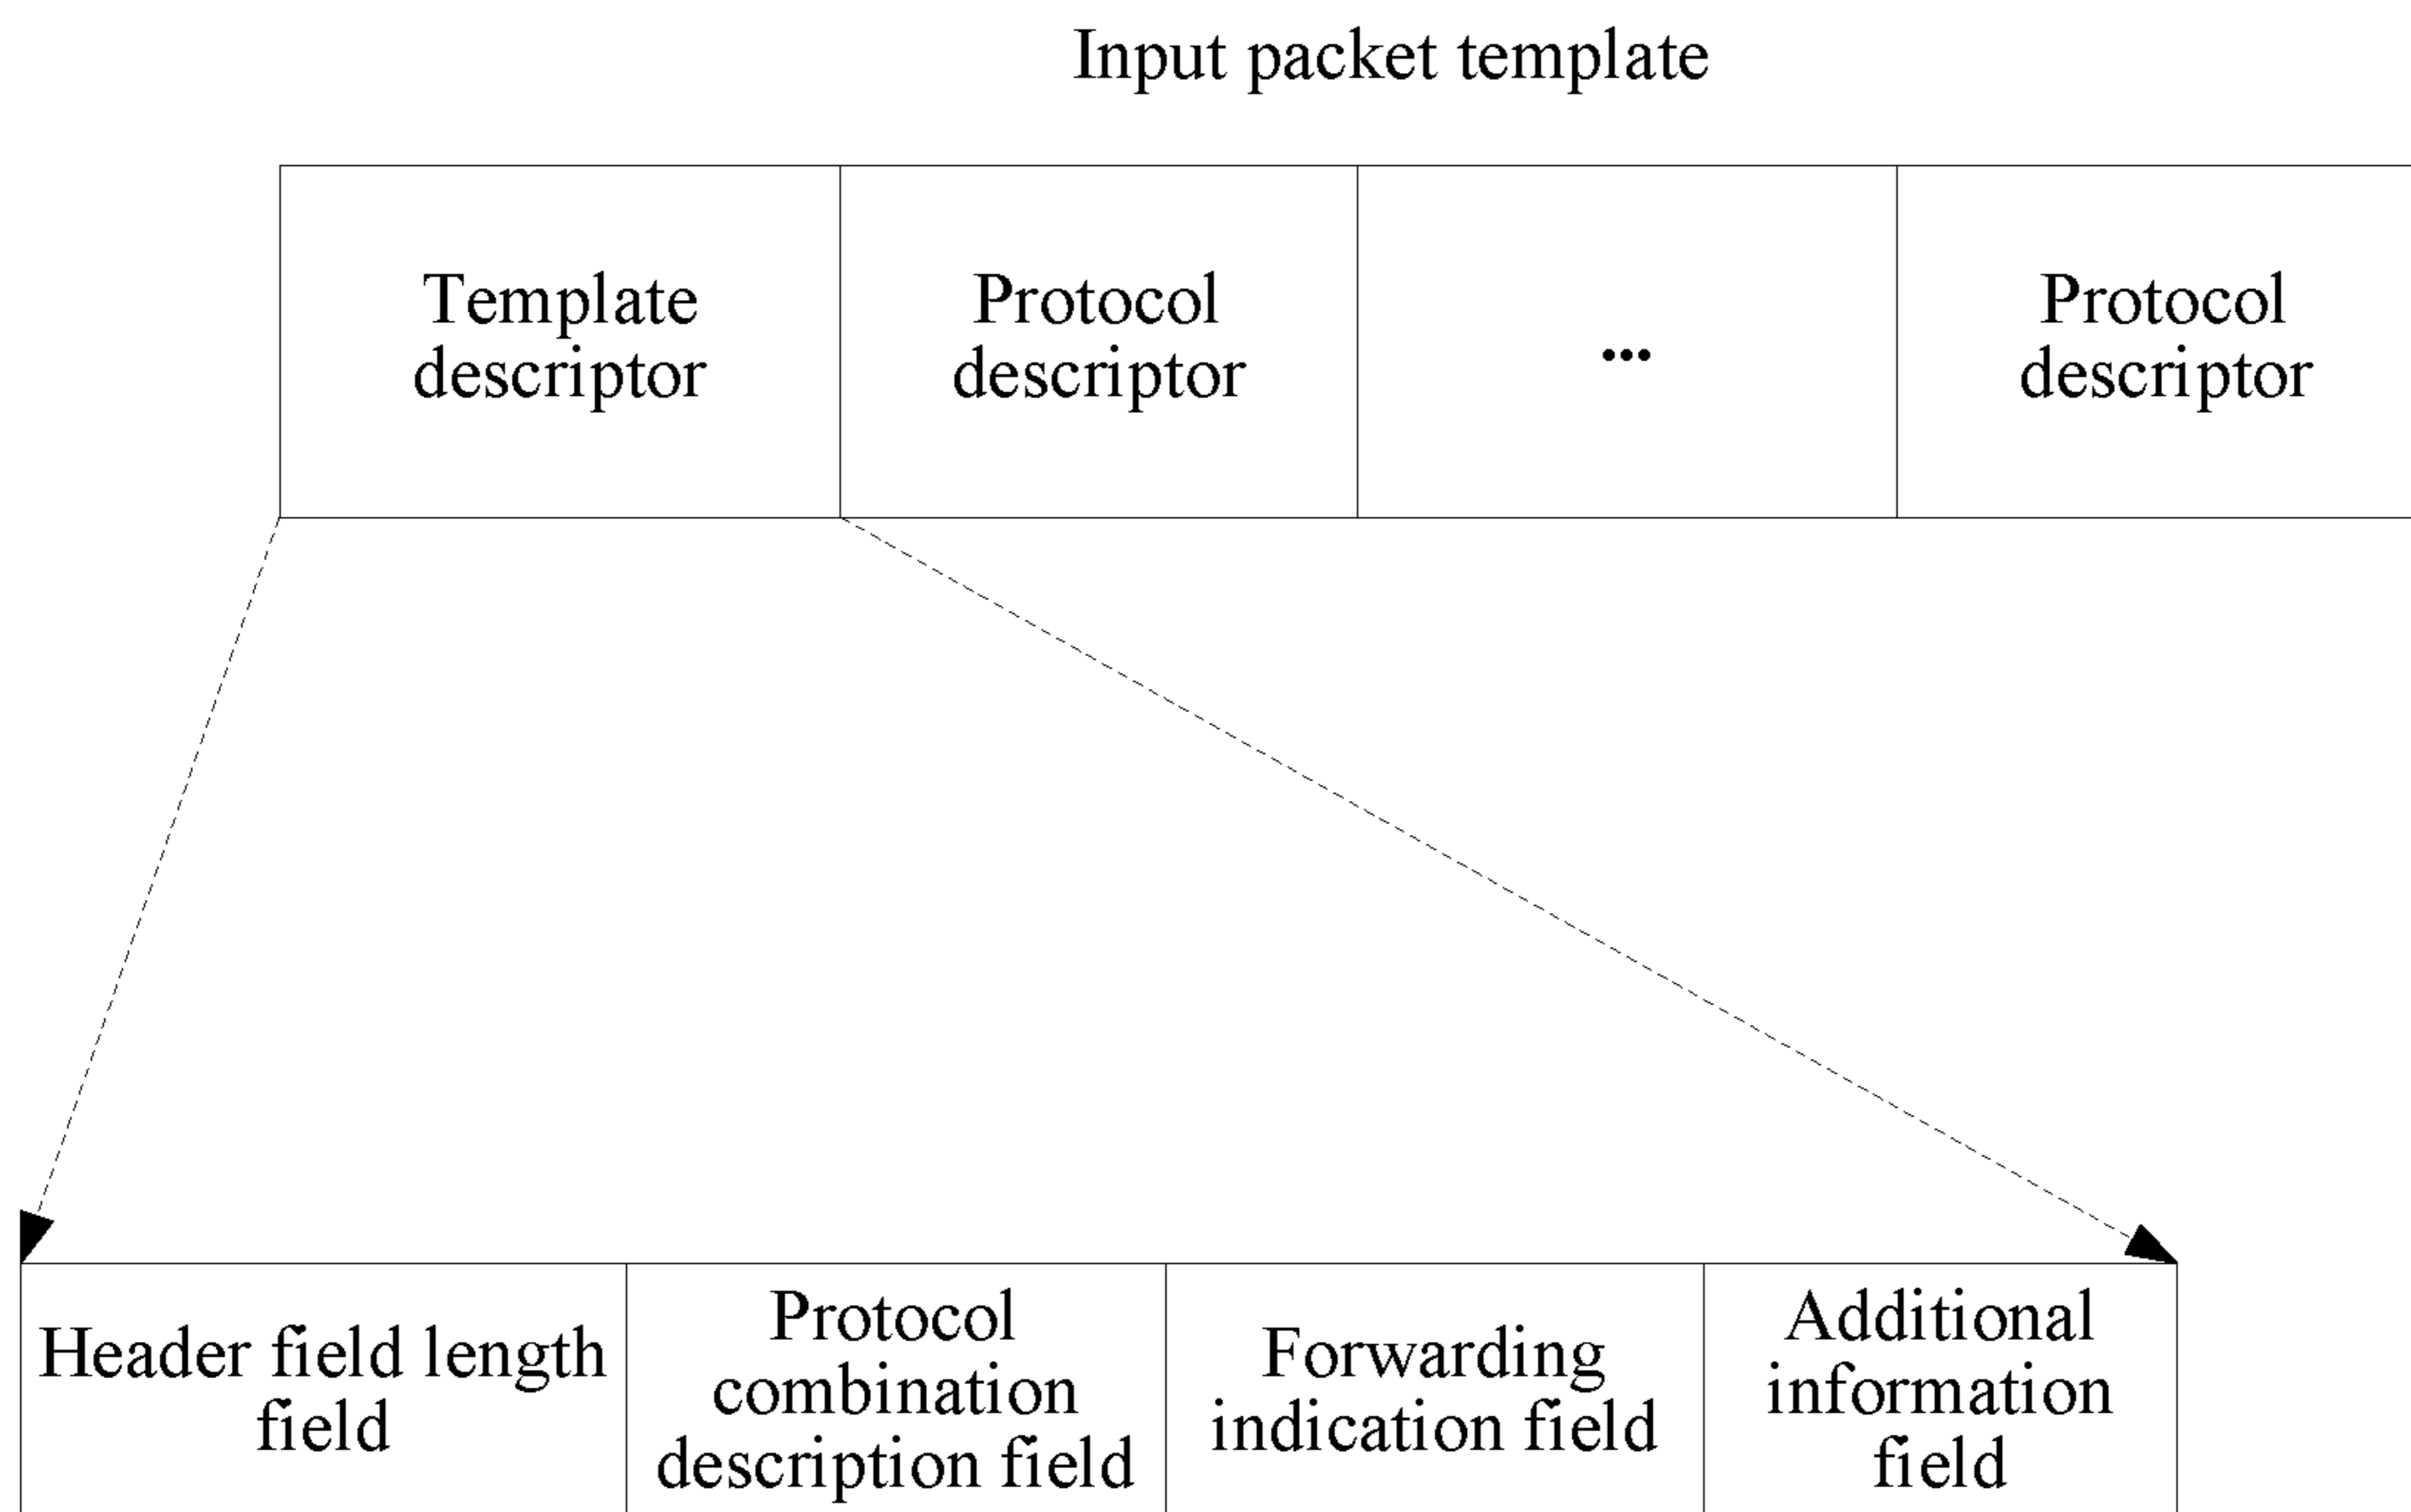 Input packet template
Template
descriptor
Protocol
descriptor
...
Protocol
descriptor
Header field length
field
Protocol
combination
description field
Forwarding
indication field
Additional
information
field